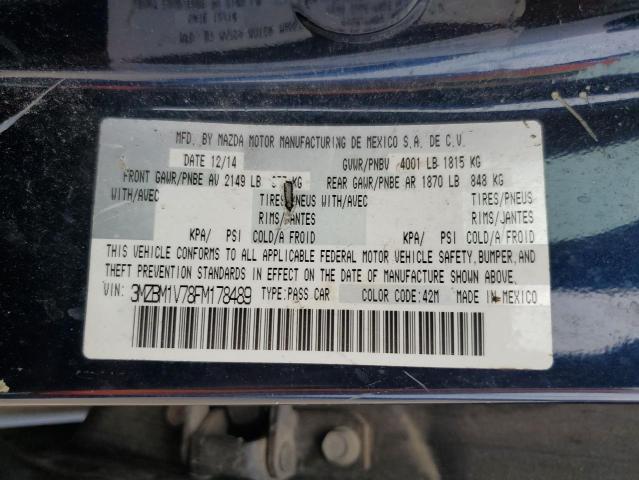 MFD. BY MAZDA MOTOR MANUFACTURING DE MEXICO S.A. DE C.V.
DATE 12/14 GVWR/PNBV 4001 LB 1815 KG
FRONT GAWR/PNBE AV 2149 LB KG REAR GAWR/PNBE AR 1870 LB 848 KG
WITH/AVEC TIRES/PNEUS WITH/AVEC TIRES/PNEUS
RIMS/JANTES RIMS/JANTES
KPA/ PSI COLD/A FROID KPA/ PSI COLD/A FROID
THIS VEHICLE CONFORMS TO ALL APPLICABLE FEDERAL MOTOR VEHICLE SAFETY, BUMPER, AND
THEFT PREVENTION STANDARDS IN EFFECT ON THE DATE OF MANUFACTURE SHOWN ABOVE.
VIN: 3MZBM1V78FM178489 TYPE: PASS CAR COLOR CODE: 42M MADE IN MEXICO